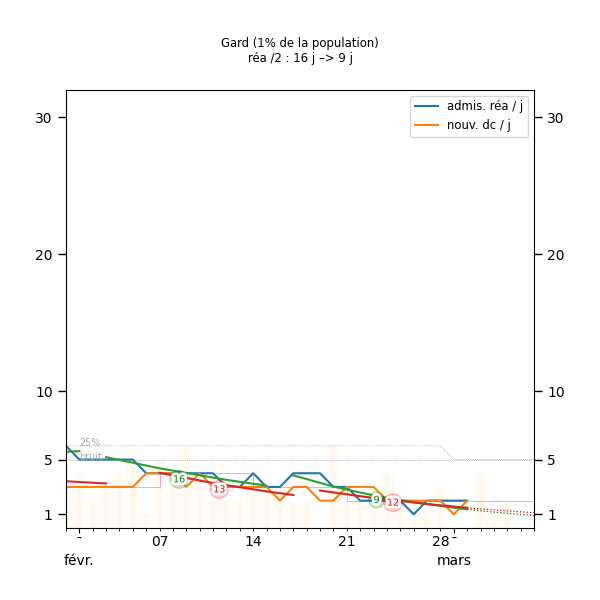 Gard (1% de la population)
réa /2 : 16 j –> 9 j
admis. réa / j
nouv. dc / j
30
30
20
20
10
10
25%
bruit
5
5
16
13
9
12
1
1
07
14
21
28
févr.
mars